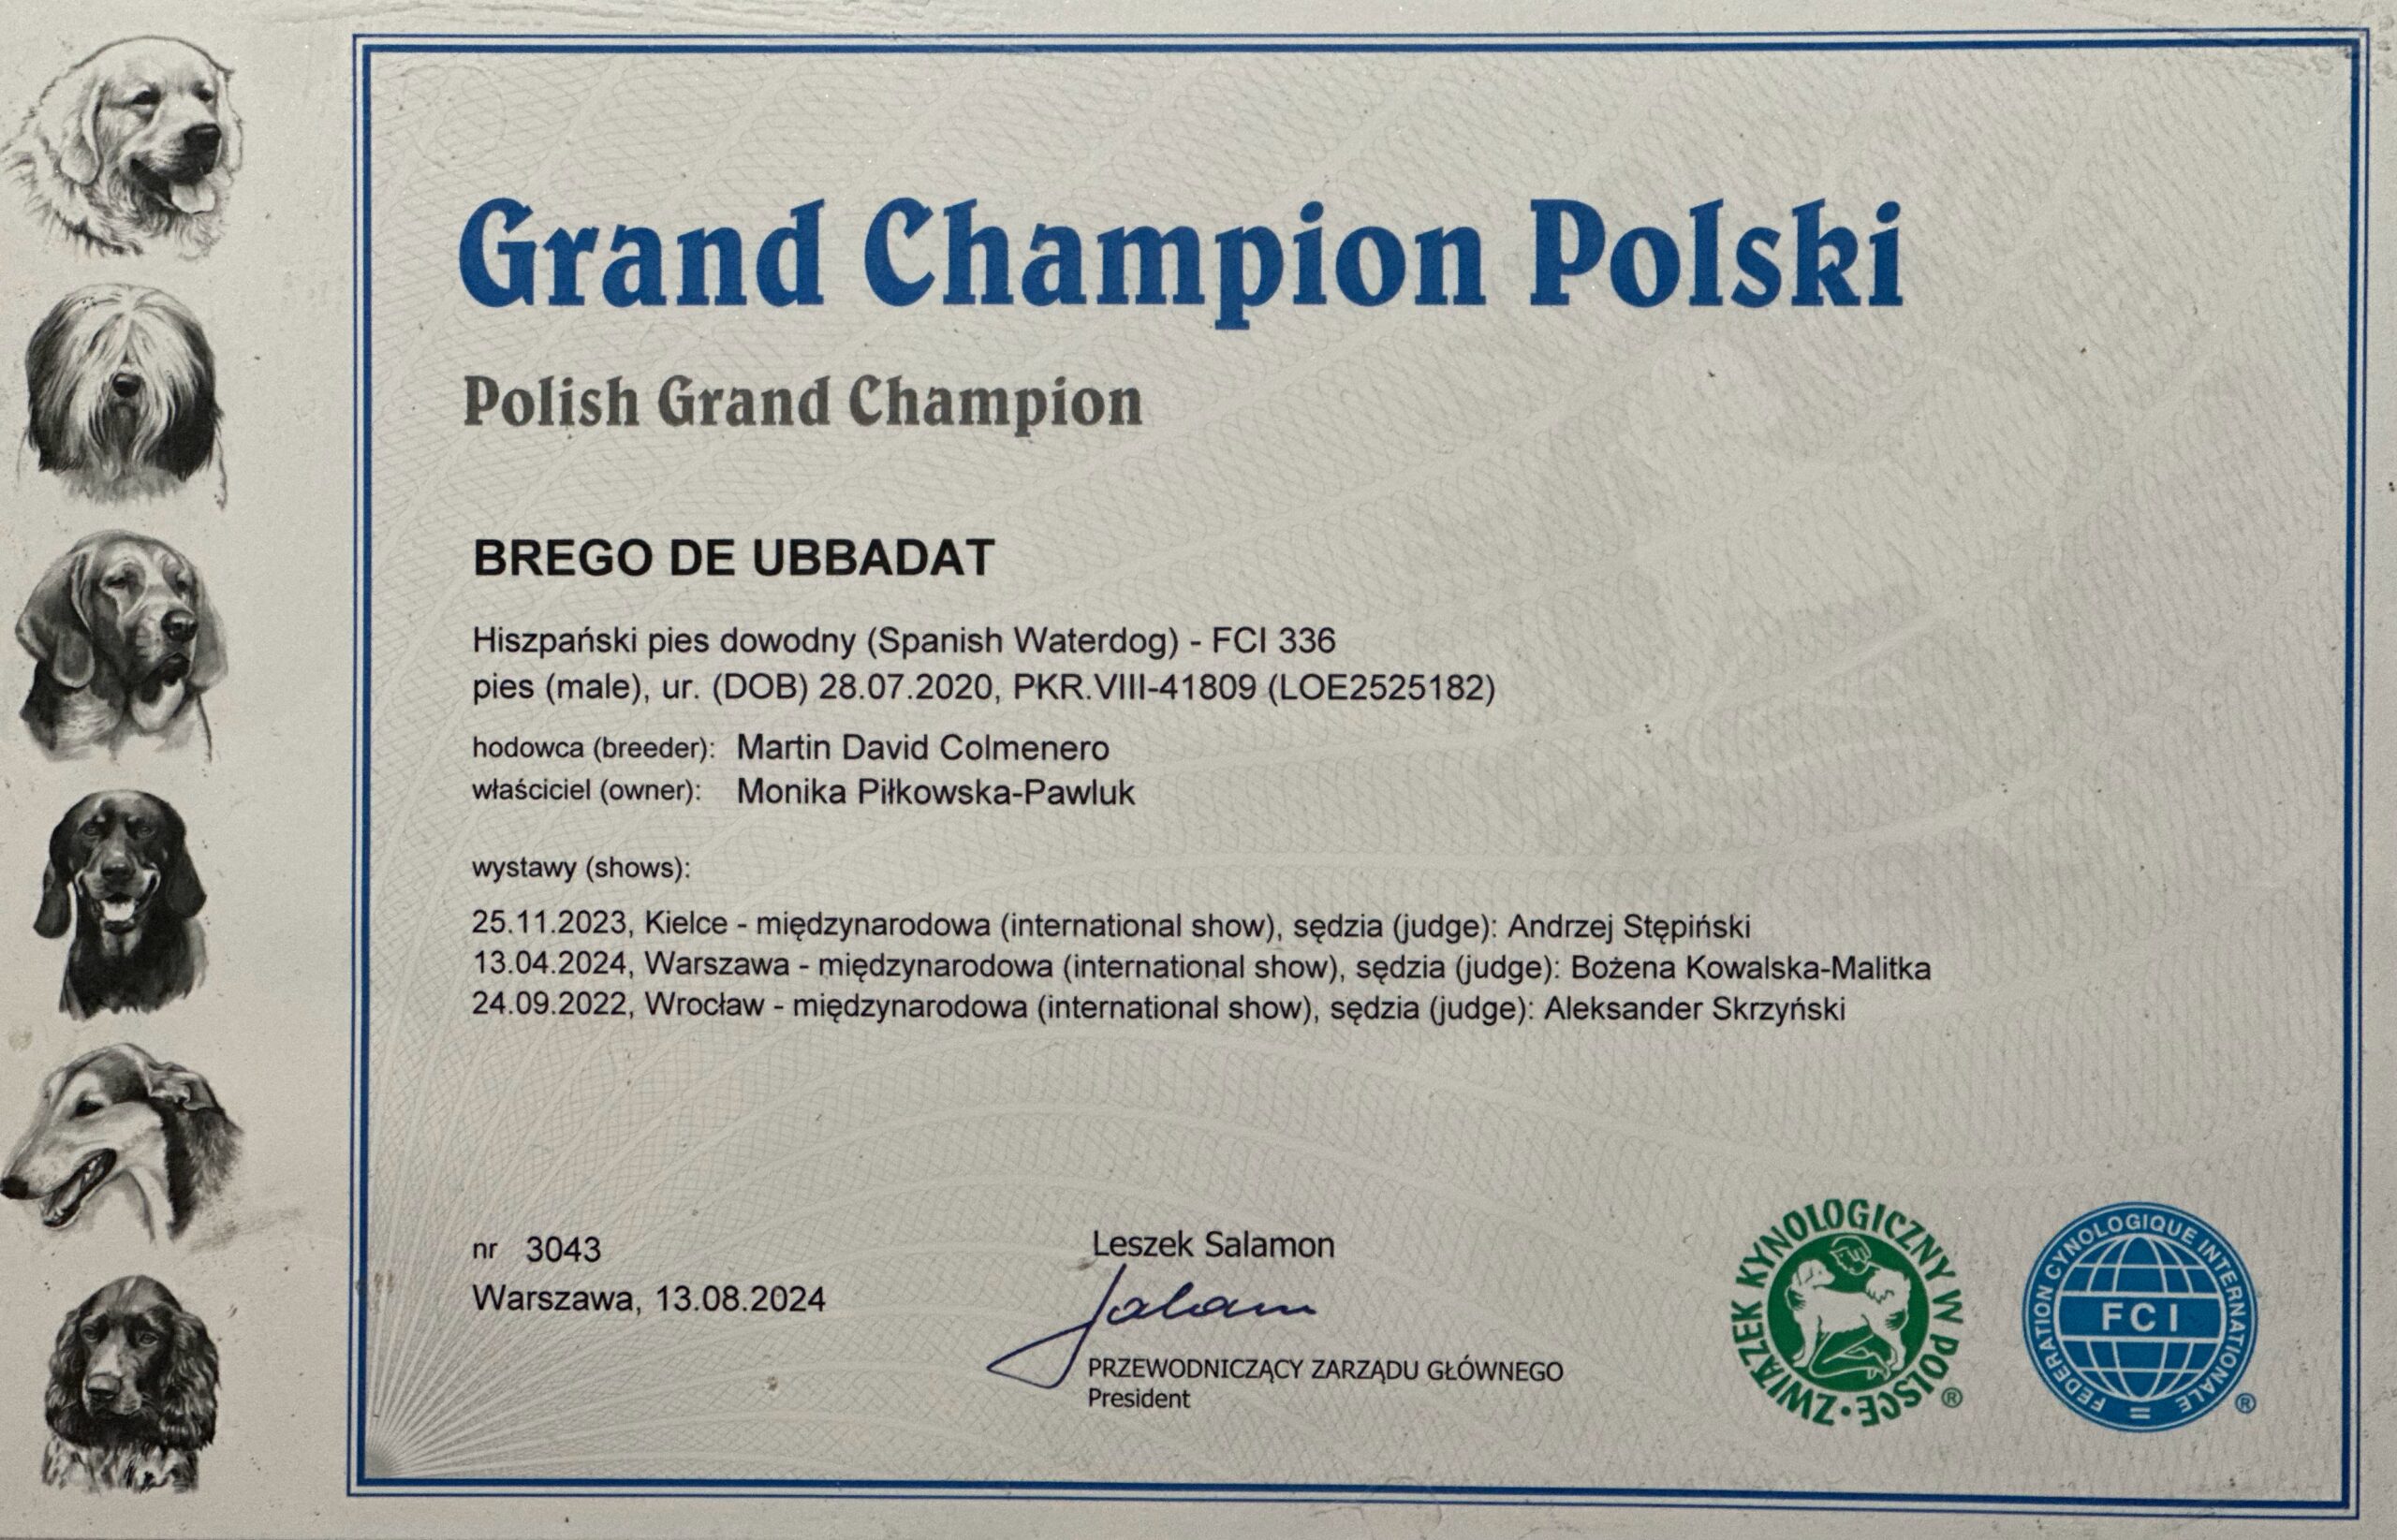 Grand Champion Polski
Polish Grand Champion
BREGO DE UBBADAT
Hiszpański pies dowodny (Spanish Waterdog) - FCI 336
pies (male), ur. (DOB) 28.07.2020, PKR.VIII-41809 (LOE2525182)
hodowca (breeder): Martin David Colmenero
właściciel (owner): Monika Piłkowska-Pawluk
wystawy (shows):
25.11.2023, Kielce - międzynarodowa (international show), sędzia (judge): Andrzej Stępiński
13.04.2024, Warszawa - międzynarodowa (international show), sędzia (judge): Bożena Kowalska-Malitka
24.09.2022, Wrocław - międzynarodowa (international show), sędzia (judge): Aleksander Skrzyński
nr 3043
Warszawa, 13.08.2024
Leszek Salamon
Salamon
PRZEWODNICZĄCY ZARZĄDU GŁÓWNEGO
President
ZWIĄZEK KYNOLOGICZNY W POLSCE • ®
FEDERATION CYNOLOGIQUE INTERNATIONALE
FCI
®